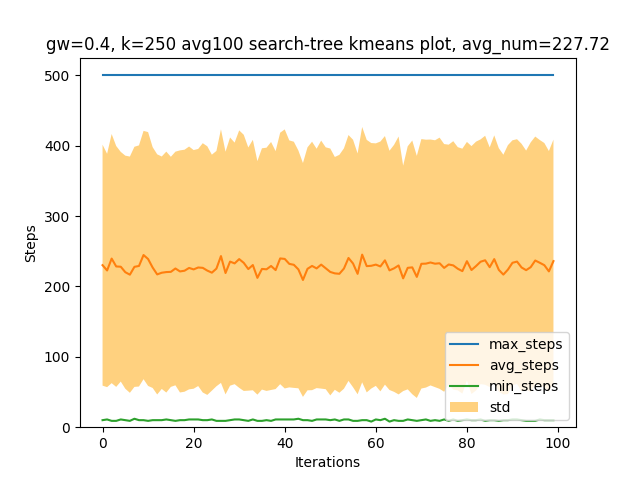 gw=0.4, k=250 avg100 search-tree kmeans plot, avg_num=227.72
500
400
300
200
100
0
Steps
max_steps
avg_steps
min_steps
std
0 20 40 60 80 100
Iterations